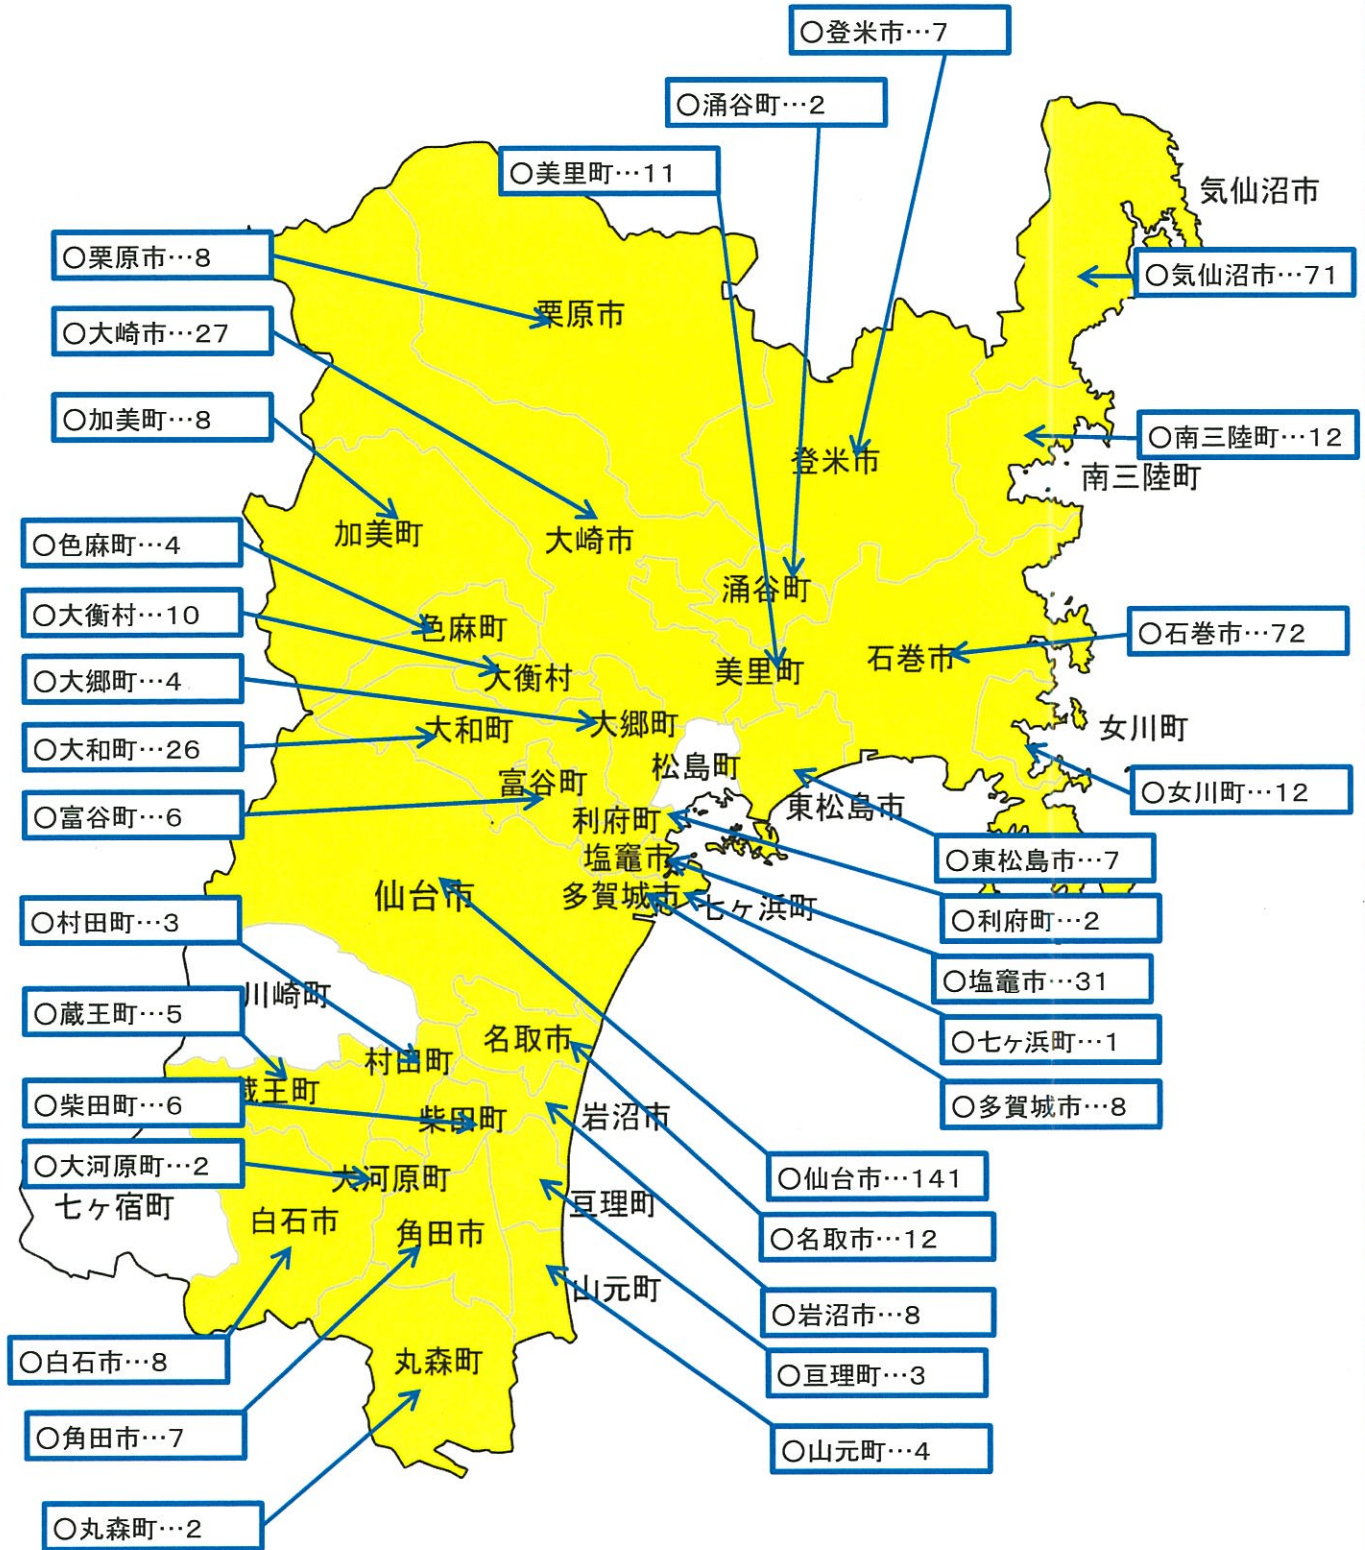 ○登米市…7
○涌谷町…2
○美里町…11
気仙沼市
○栗原市…8
○気仙沼市…71
栗原市
○大崎市…27
○加美町…8
○南三陸町…12
登米市
南三陸町
加美町
大崎市
○色麻町…4
涌谷町
○大衡村…10
色麻町
○石巻市…72
石巻市
美里町
大衡村
○大郷町…4
大郷町
大和町
女川町
○大和町…26
松島町
富谷町
○女川町…12
東松島市
○富谷町…6
利府町
塩竈市
○東松島市…7
仙台市
多賀城市
七ヶ浜町
○村田町…3
○利府町…2
○塩竈市…31
川崎町
○蔵王町…5
名取市
○七ヶ浜町…1
村田町
蔵王町
○柴田町…6
○多賀城市…8
柴田町
岩沼市
○大河原町…2
大河原町
○仙台市…141
七ヶ宿町
亘理町
白石市
角田市
○名取市…12
山元町
○岩沼市…8
○白石市…8
丸森町
○亘理町…3
○角田市…7
○山元町…4
○丸森町…2